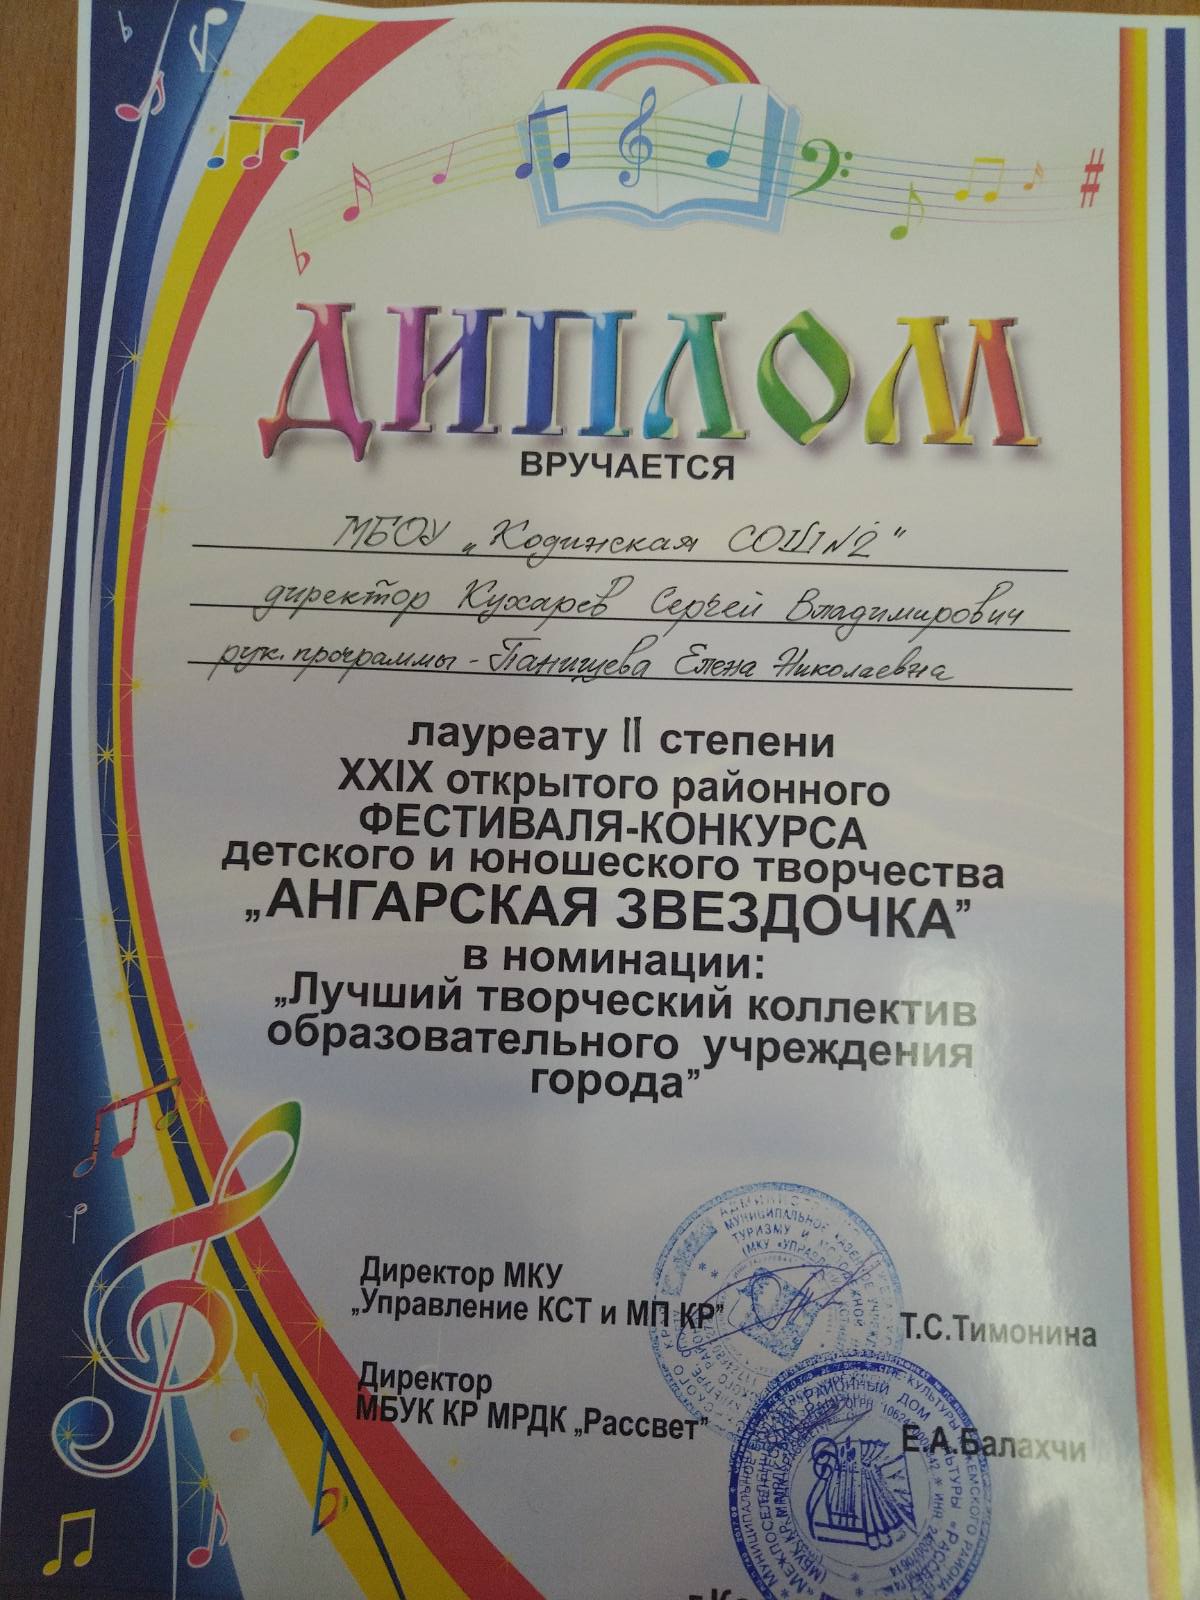 ДИПЛОМ
ВРУЧАЕТСЯ
МБОУ „Кодинская СОШ №2"
директор Кухарев Сергей Владимирович
рук. программы - Панищева Елена Николаевна
лауреату II степени
XXIX открытого районного
ФЕСТИВАЛЯ-КОНКУРСА
детского и юношеского творчества
„АНГАРСКАЯ ЗВЕЗДОЧКА”
в номинации:
„Лучший творческий коллектив
образовательного учреждения
города”
Директор МКУ
„Управление КСТ и МП КР”
Т.С.Тимонина
Директор
МБУК КР МРДК „Рассвет”
Е.А.Балахчи